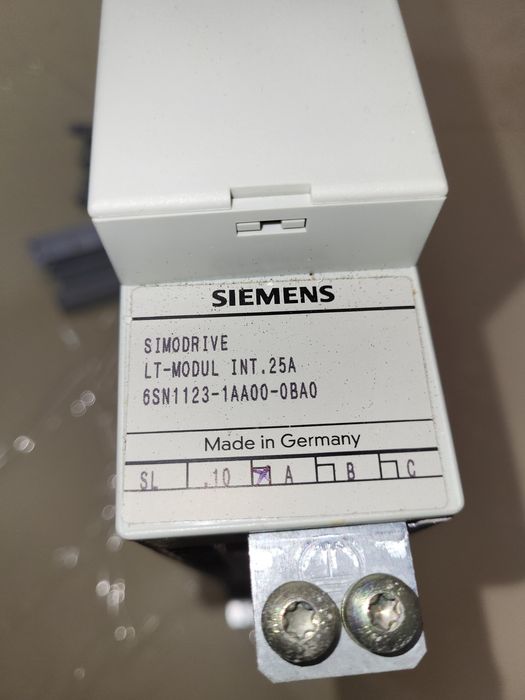 SIEMENS
SIMODRIVE
LT-MODUL INT.25A
6SN1123-1AA00-0BA0
Made in Germany
SL .10 A B C